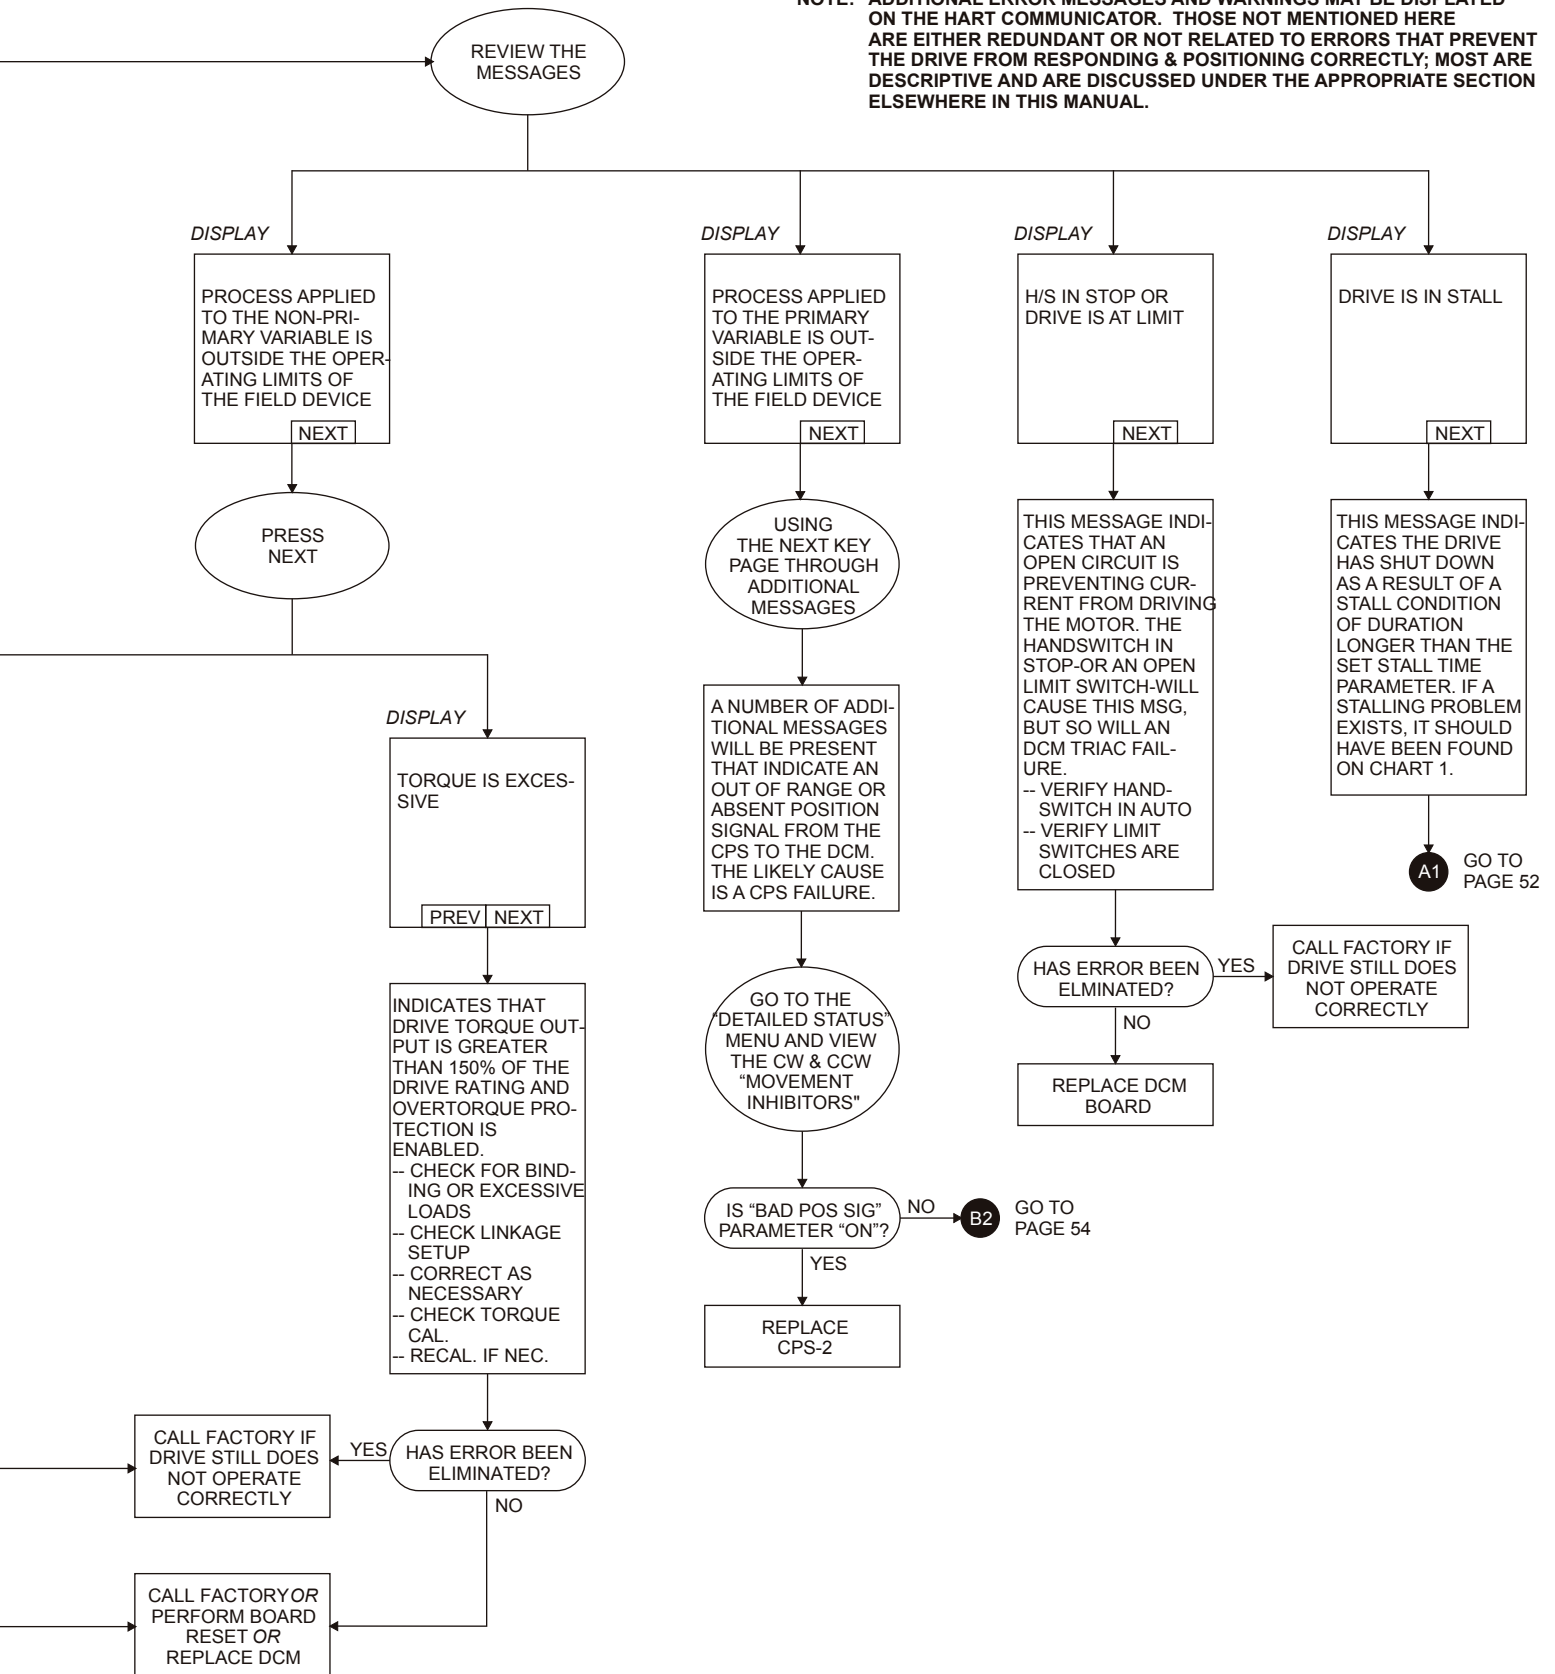 NOTE: ADDITIONAL ERROR MESSAGES AND WARNINGS MAY BE DISPLAYED
ON THE HART COMMUNICATOR. THOSE NOT MENTIONED HERE
ARE EITHER REDUNDANT OR NOT RELATED TO ERRORS THAT PREVENT
THE DRIVE FROM RESPONDING & POSITIONING CORRECTLY; MOST ARE
DESCRIPTIVE AND ARE DISCUSSED UNDER THE APPROPRIATE SECTION
ELSEWHERE IN THIS MANUAL.
REVIEW THE
MESSAGES
DISPLAY
PROCESS APPLIED
TO THE NON-PRI-
MARY VARIABLE IS
OUTSIDE THE OPER-
ATING LIMITS OF
THE FIELD DEVICE
NEXT
PRESS
NEXT
DISPLAY
TORQUE IS EXCES-
SIVE
PREV NEXT
INDICATES THAT
DRIVE TORQUE OUT-
PUT IS GREATER
THAN 150% OF THE
DRIVE RATING AND
OVERTORQUE PRO-
TECTION IS
ENABLED.
-- CHECK FOR BIND-
ING OR EXCESSIVE
LOADS
-- CHECK LINKAGE
SETUP
-- CORRECT AS
NECESSARY
-- CHECK TORQUE
CAL.
-- RECAL. IF NEC.
HAS ERROR BEEN
ELIMINATED?
YES
CALL FACTORY IF
DRIVE STILL DOES
NOT OPERATE
CORRECTLY
NO
CALL FACTORY OR
PERFORM BOARD
RESET OR
REPLACE DCM
DISPLAY
PROCESS APPLIED
TO THE PRIMARY
VARIABLE IS OUT-
SIDE THE OPER-
ATING LIMITS OF
THE FIELD DEVICE
NEXT
USING
THE NEXT KEY
PAGE THROUGH
ADDITIONAL
MESSAGES
A NUMBER OF ADDI-
TIONAL MESSAGES
WILL BE PRESENT
THAT INDICATE AN
OUT OF RANGE OR
ABSENT POSITION
SIGNAL FROM THE
CPS TO THE DCM.
THE LIKELY CAUSE
IS A CPS FAILURE.
GO TO THE
“DETAILED STATUS”
MENU AND VIEW
THE CW & CCW
“MOVEMENT
INHIBITORS"
IS “BAD POS SIG”
PARAMETER “ON”?
NO
B2
GO TO
PAGE 54
YES
REPLACE
CPS-2
DISPLAY
H/S IN STOP OR
DRIVE IS AT LIMIT
NEXT
THIS MESSAGE INDI-
CATES THAT AN
OPEN CIRCUIT IS
PREVENTING CUR-
RENT FROM DRIVING
THE MOTOR. THE
HANDSWITCH IN
STOP-OR AN OPEN
LIMIT SWITCH-WILL
CAUSE THIS MSG,
BUT SO WILL AN
DCM TRIAC FAIL-
URE.
-- VERIFY HAND-
SWITCH IN AUTO
-- VERIFY LIMIT
SWITCHES ARE
CLOSED
HAS ERROR BEEN
ELMINATED?
YES
CALL FACTORY IF
DRIVE STILL DOES
NOT OPERATE
CORRECTLY
NO
REPLACE DCM
BOARD
DISPLAY
DRIVE IS IN STALL
NEXT
THIS MESSAGE INDI-
CATES THE DRIVE
HAS SHUT DOWN
AS A RESULT OF A
STALL CONDITION
OF DURATION
LONGER THAN THE
SET STALL TIME
PARAMETER. IF A
STALLING PROBLEM
EXISTS, IT SHOULD
HAVE BEEN FOUND
ON CHART 1.
A1
GO TO
PAGE 52